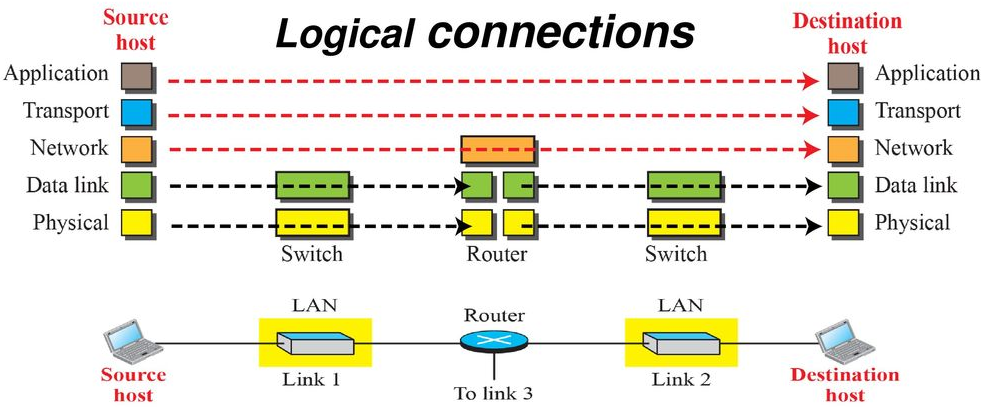 Source
host
Logical connections
Destination
host
Application
Application
Transport
Transport
Network
Network
Data link
Data link
Physical
Physical
Switch
Router
Switch
LAN
Router
LAN
Source
host
Link 1
To link 3
Link 2
Destination
host